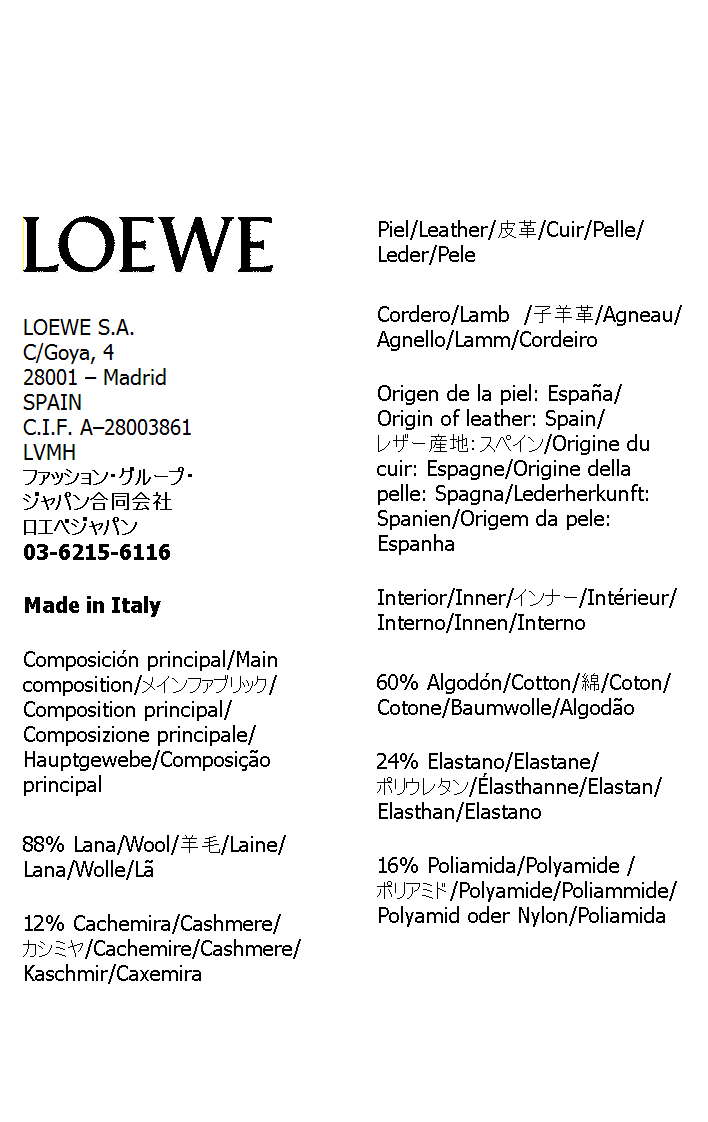 LOEWE
LOEWE S.A.
C/Goya, 4
28001 – Madrid
SPAIN
C.I.F. A–28003861
LVMH
ファッション・グループ・
ジャパン合同会社
ロエベジャパン
03-6215-6116
Made in Italy
Composición principal/Main
composition/メインファブリック/
Composition principal/
Composizione principale/
Hauptgewebe/Composição
principal
88% Lana/Wool/羊毛/Laine/
Lana/Wolle/Lã
12% Cachemira/Cashmere/
カシミヤ/Cachemire/Cashmere/
Kaschmir/Caxemira
Piel/Leather/皮革/Cuir/Pelle/
Leder/Pele
Cordero/Lamb /子羊革/Agneau/
Agnello/Lamm/Cordeiro
Origen de la piel: España/
Origin of leather: Spain/
レザー産地: スペイン/Origine du
cuir: Espagne/Origine della
pelle: Spagna/Lederherkunft:
Spanien/Origem da pele:
Espanha
Interior/Inner/インナー/Intérieur/
Interno/Innen/Interno
60% Algodón/Cotton/綿/Coton/
Cotone/Baumwolle/Algodão
24% Elastano/Elastane/
ポリウレタン/Élasthanne/Elastan/
Elasthan/Elastano
16% Poliamida/Polyamide /
ポリアミド/Polyamide/Poliammide/
Polyamid oder Nylon/Poliamida